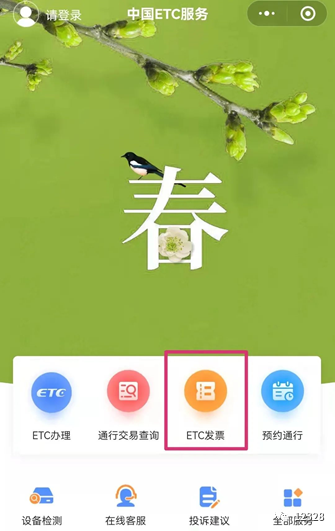 请登录
中国ETC服务
春
ETC
ETC办理
通行交易查询
ETC发票
预约通行
设备检测
在线客服
投诉建议
全部服务
12328